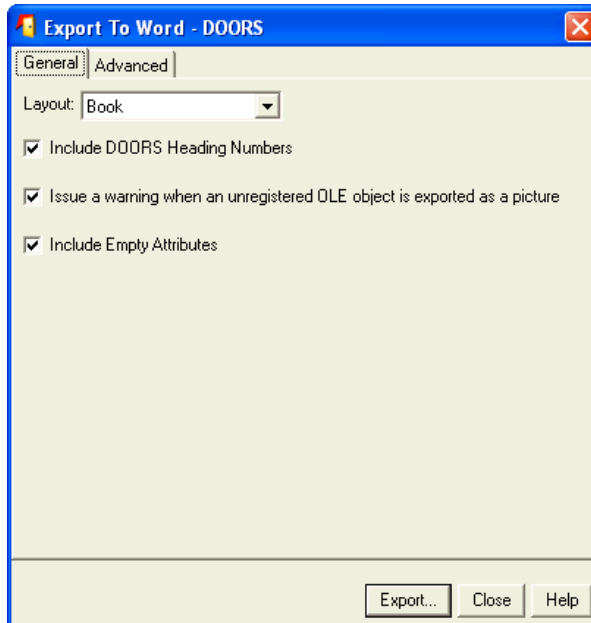 Export To Word - DOORS
General Advanced
Layout: Book
Include DOORS Heading Numbers
Issue a warning when an unregistered OLE object is exported as a picture
Include Empty Attributes
Export... Close Help